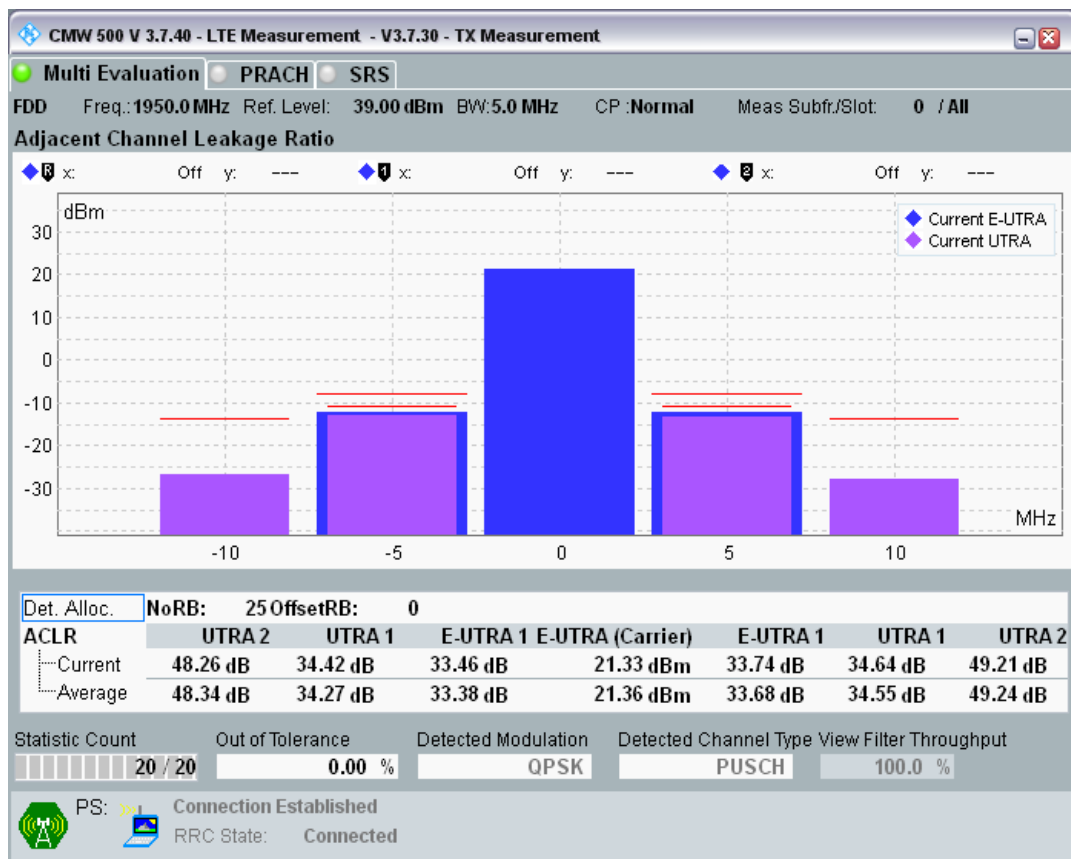 CMW 500 V 3.7.40 - LTE Measurement - V3.7.30 - TX Measurement
Multi Evaluation PRACH SRS
FDD Freq.: 1950.0 MHz Ref. Level: 39.00 dBm BW: 5.0 MHz CP : Normal Meas Subfr./Slot: 0 / All
Adjacent Channel Leakage Ratio
R x: Off y: --- 1 x: Off y: --- 2 x: Off y: ---
dBm
Current E-UTRA
Current UTRA
30
20
10
0
-10
-20
-30
MHz
-10 -5 0 5 10
Det. Alloc. NoRB: 25 OffsetRB: 0
ACLR UTRA 2 UTRA 1 E-UTRA 1 E-UTRA (Carrier) E-UTRA 1 UTRA 1 UTRA 2
Current 48.26 dB 34.42 dB 33.46 dB 21.33 dBm 33.74 dB 34.64 dB 49.21 dB
Average 48.34 dB 34.27 dB 33.38 dB 21.36 dBm 33.68 dB 34.55 dB 49.24 dB
Statistic Count Out of Tolerance Detected Modulation Detected Channel Type View Filter Throughput
20 / 20 0.00 % QPSK PUSCH 100.0 %
PS: Connection Established
RRC State: Connected